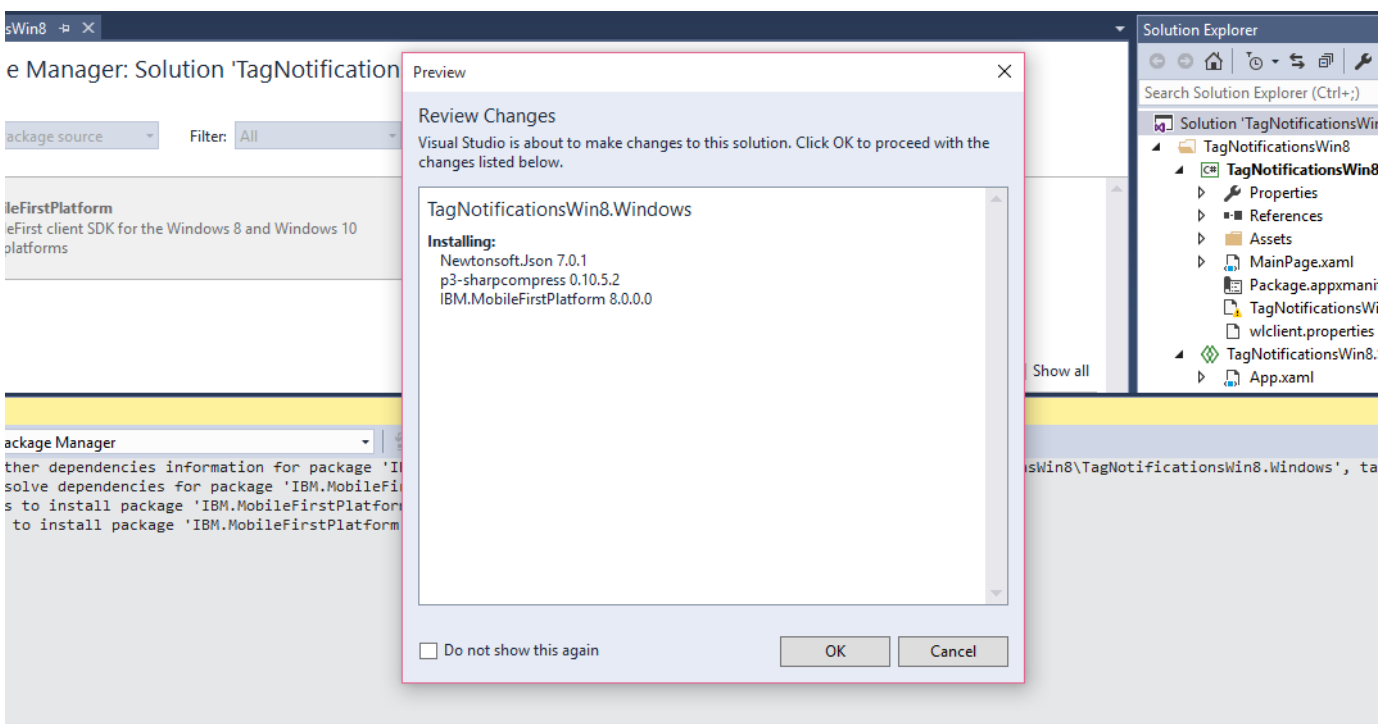 sWin8
e Manager: Solution 'TagNotification
ackage source
Filter: All
ileFirstPlatform
eFirst client SDK for the Windows 8 and Windows 10
platforms
Show all
Preview
Review Changes
Visual Studio is about to make changes to this solution. Click OK to proceed with the
changes listed below.
TagNotificationsWin8.Windows
Installing:
Newtonsoft.Json 7.0.1
p3-sharpcompress 0.10.5.2
IBM.MobileFirstPlatform 8.0.0.0
Do not show this again
OK
Cancel
Solution Explorer
Search Solution Explorer (Ctrl+;)
Solution 'TagNotificationsWin
TagNotificationsWin8
C# TagNotificationsWin8
Properties
References
Assets
MainPage.xaml
Package.appxmanif
TagNotificationsWi
wlclient.properties
TagNotificationsWin8.
App.xaml
ackage Manager
ther dependencies information for package 'I
solve dependencies for package 'IBM.MobileFi
s to install package 'IBM.MobileFirstPlatfor
to install package 'IBM.MobileFirstPlatform
sWin8\TagNotificationsWin8.Windows', ta